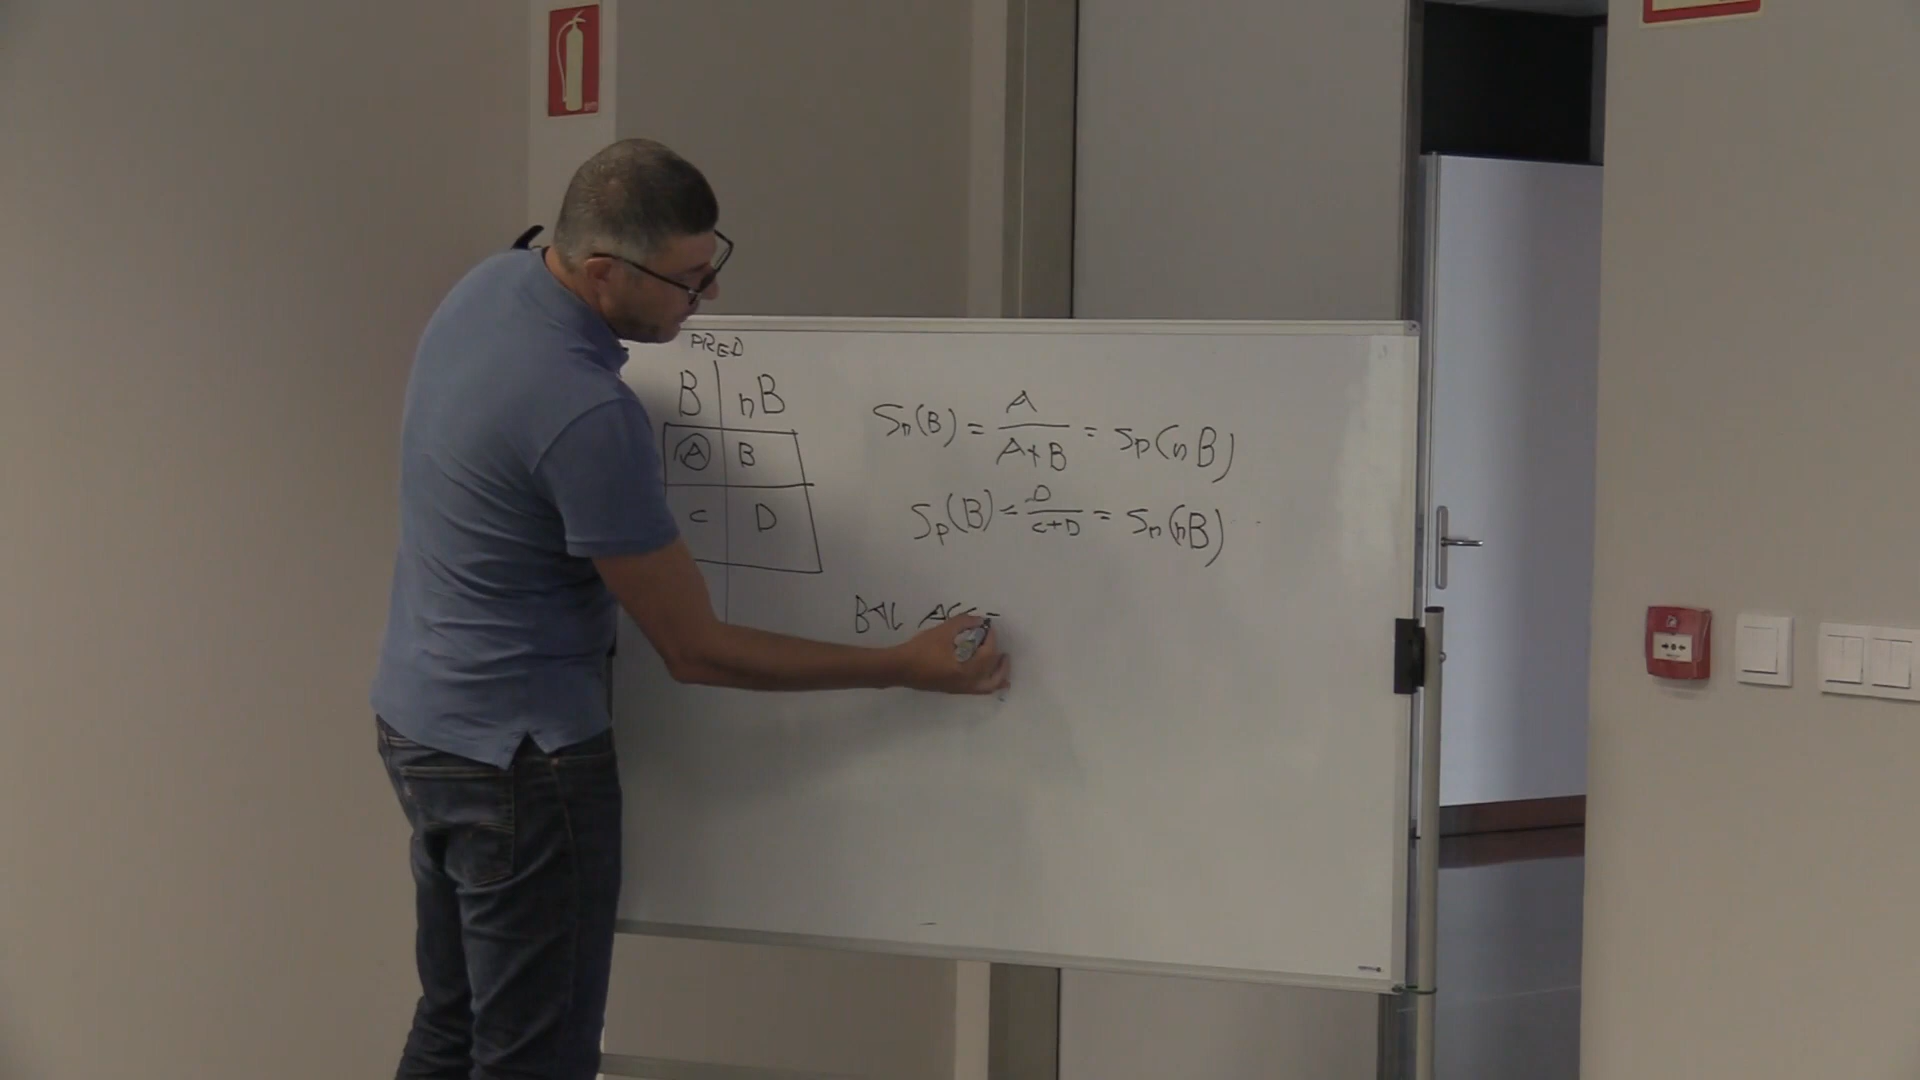 PRED
B nB
A B
C D
Sn(B) = A / A+B = Sp(nB)
Sp(B) = D / C+D = Sn(nB)
BAL ACC =